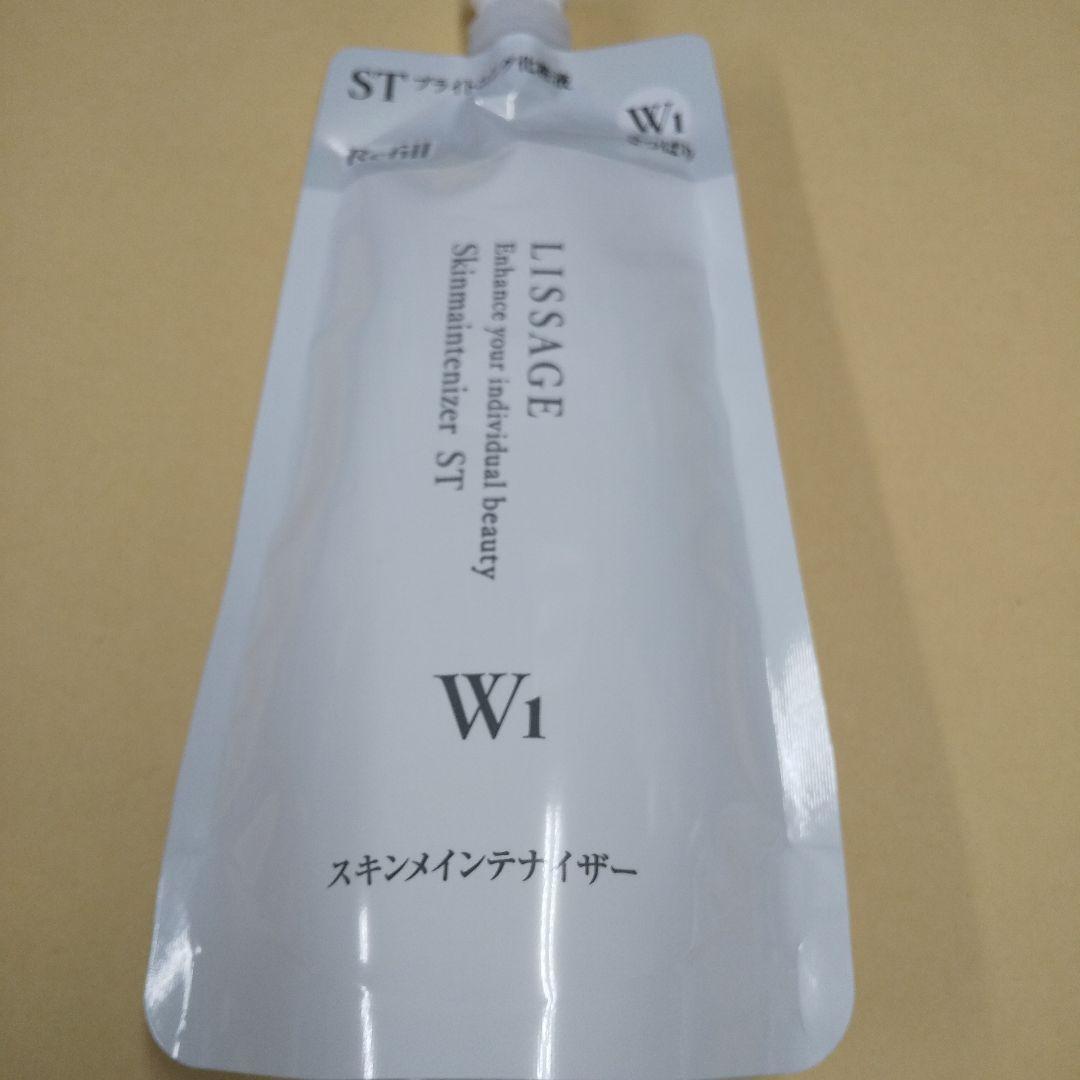 ST ブライトニング化粧液
W1
さっぱり
Refill
LISSAGE
Enhance your individual beauty
Skinmaintenizer ST
W1
スキンメインテナイザー